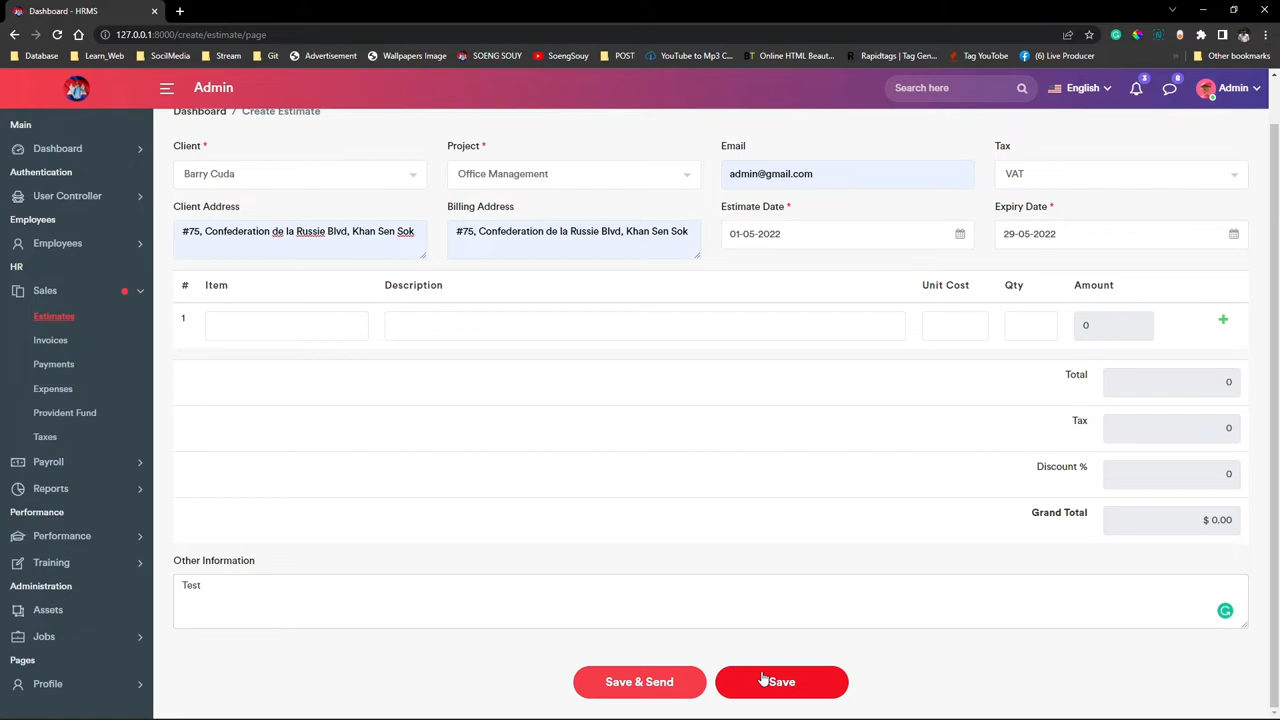 Dashboard - HRMS
127.0.0.1:8000/create/estimate/page
Database Learn_Web SocilMedia Stream Git Advertisement Wallpapers Image SOENG SOUY SoengSouy POST YouTube to Mp3 C... Online HTML Beaut... Rapidtags | Tag Gen... Tag YouTube Live Producer Other bookmarks
Admin
Search here
English
3
8
Admin
Main
Dashboard
Authentication
User Controller
Employees
Employees
HR
Sales
Estimates
Invoices
Payments
Expenses
Provident Fund
Taxes
Payroll
Reports
Performance
Performance
Training
Administration
Assets
Jobs
Pages
Profile
Dashboard / Create Estimate
Client * Project * Email Tax
Barry Cuda Office Management admin@gmail.com VAT
Client Address Billing Address Estimate Date * Expiry Date *
#75, Confederation de la Russie Blvd, Khan Sen Sok #75, Confederation de la Russie Blvd, Khan Sen Sok 01-05-2022 29-05-2022
# Item Description Unit Cost Qty Amount
1 0 +
Total 0
Tax 0
Discount % 0
Grand Total $ 0.00
Other Information
Test
Save & Send Save